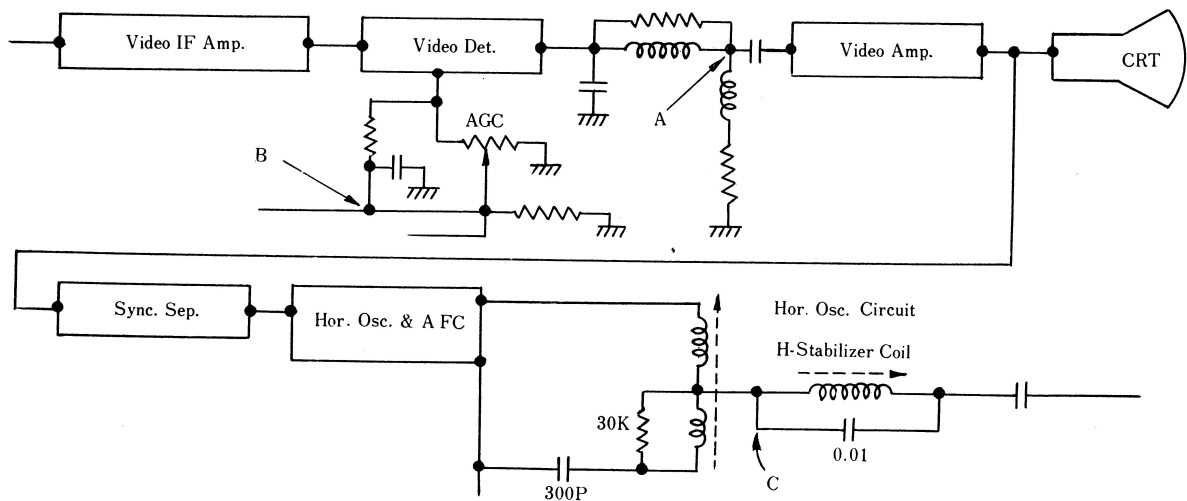 Video IF Amp.
Video Det.
Video Amp.
CRT
A
AGC
B
Sync. Sep.
Hor. Osc. & A FC
Hor. Osc. Circuit
H-Stabilizer Coil
30K
0.01
300P
C